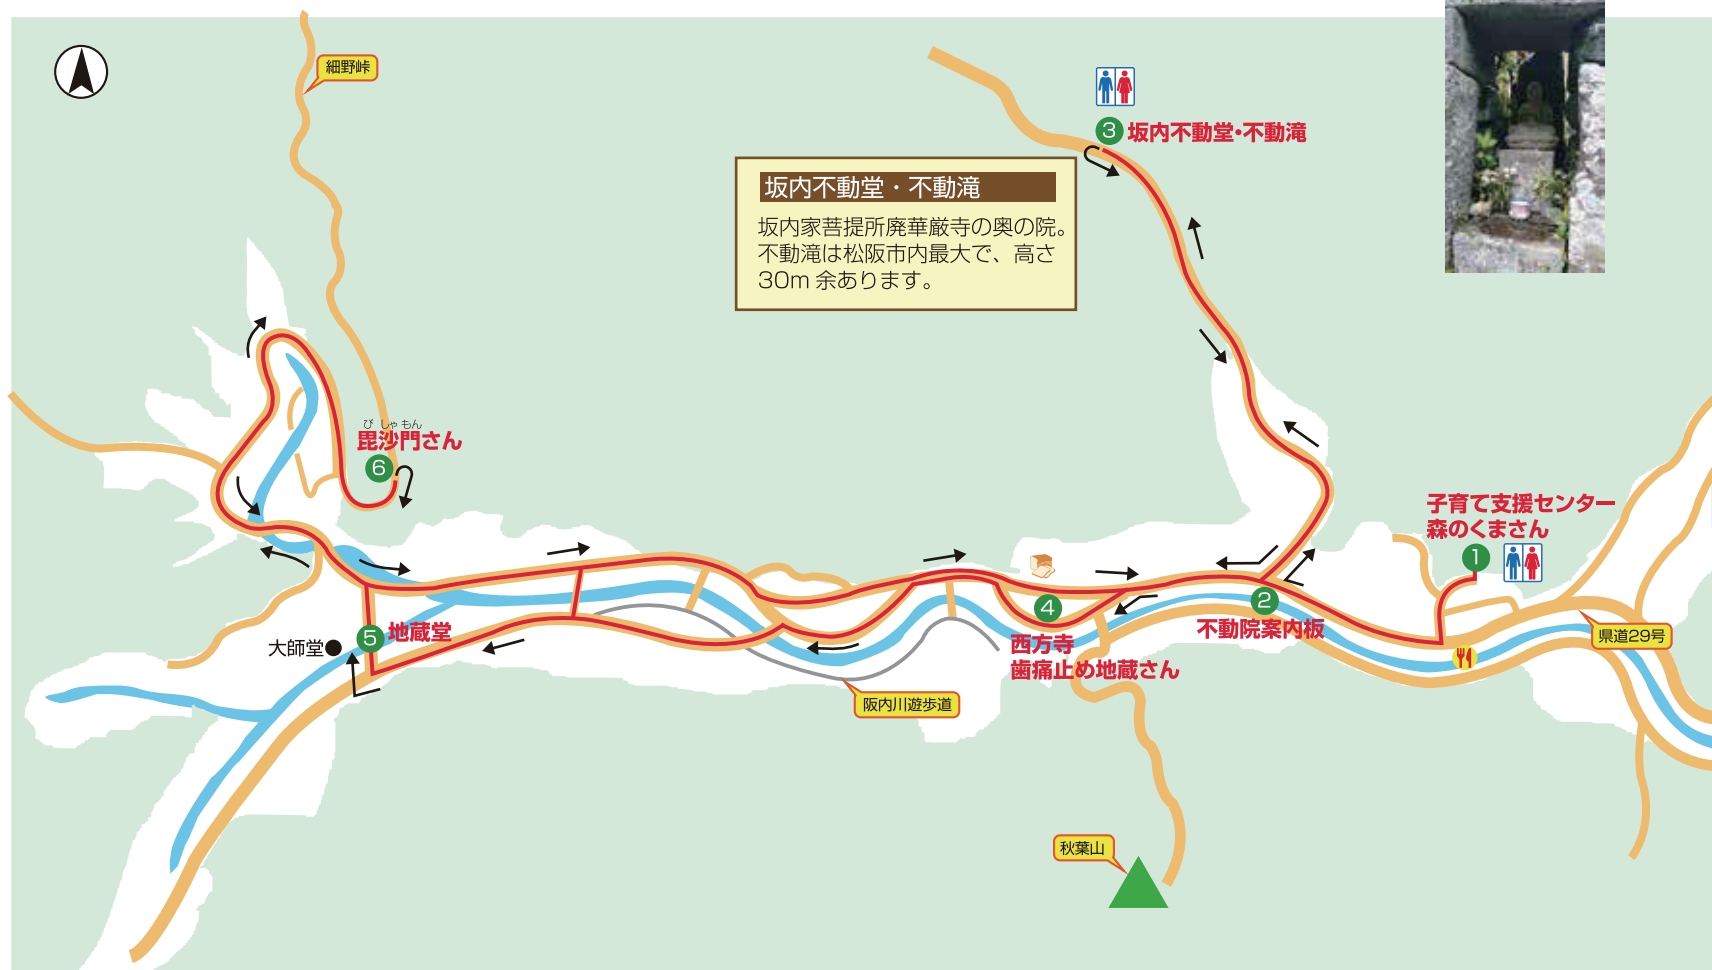 細野峠
3 坂内不動堂・不動滝
坂内不動堂・不動滝
坂内家菩提所廃華厳寺の奥の院。
不動滝は松阪市内最大で、高さ
30m 余あります。
びしゃもん
毘沙門さん
6
子育て支援センター
森のくまさん
1
2
不動院案内板
4
西方寺
歯痛止め地蔵さん
5 地蔵堂
大師堂
県道29号
阪内川遊歩道
秋葉山